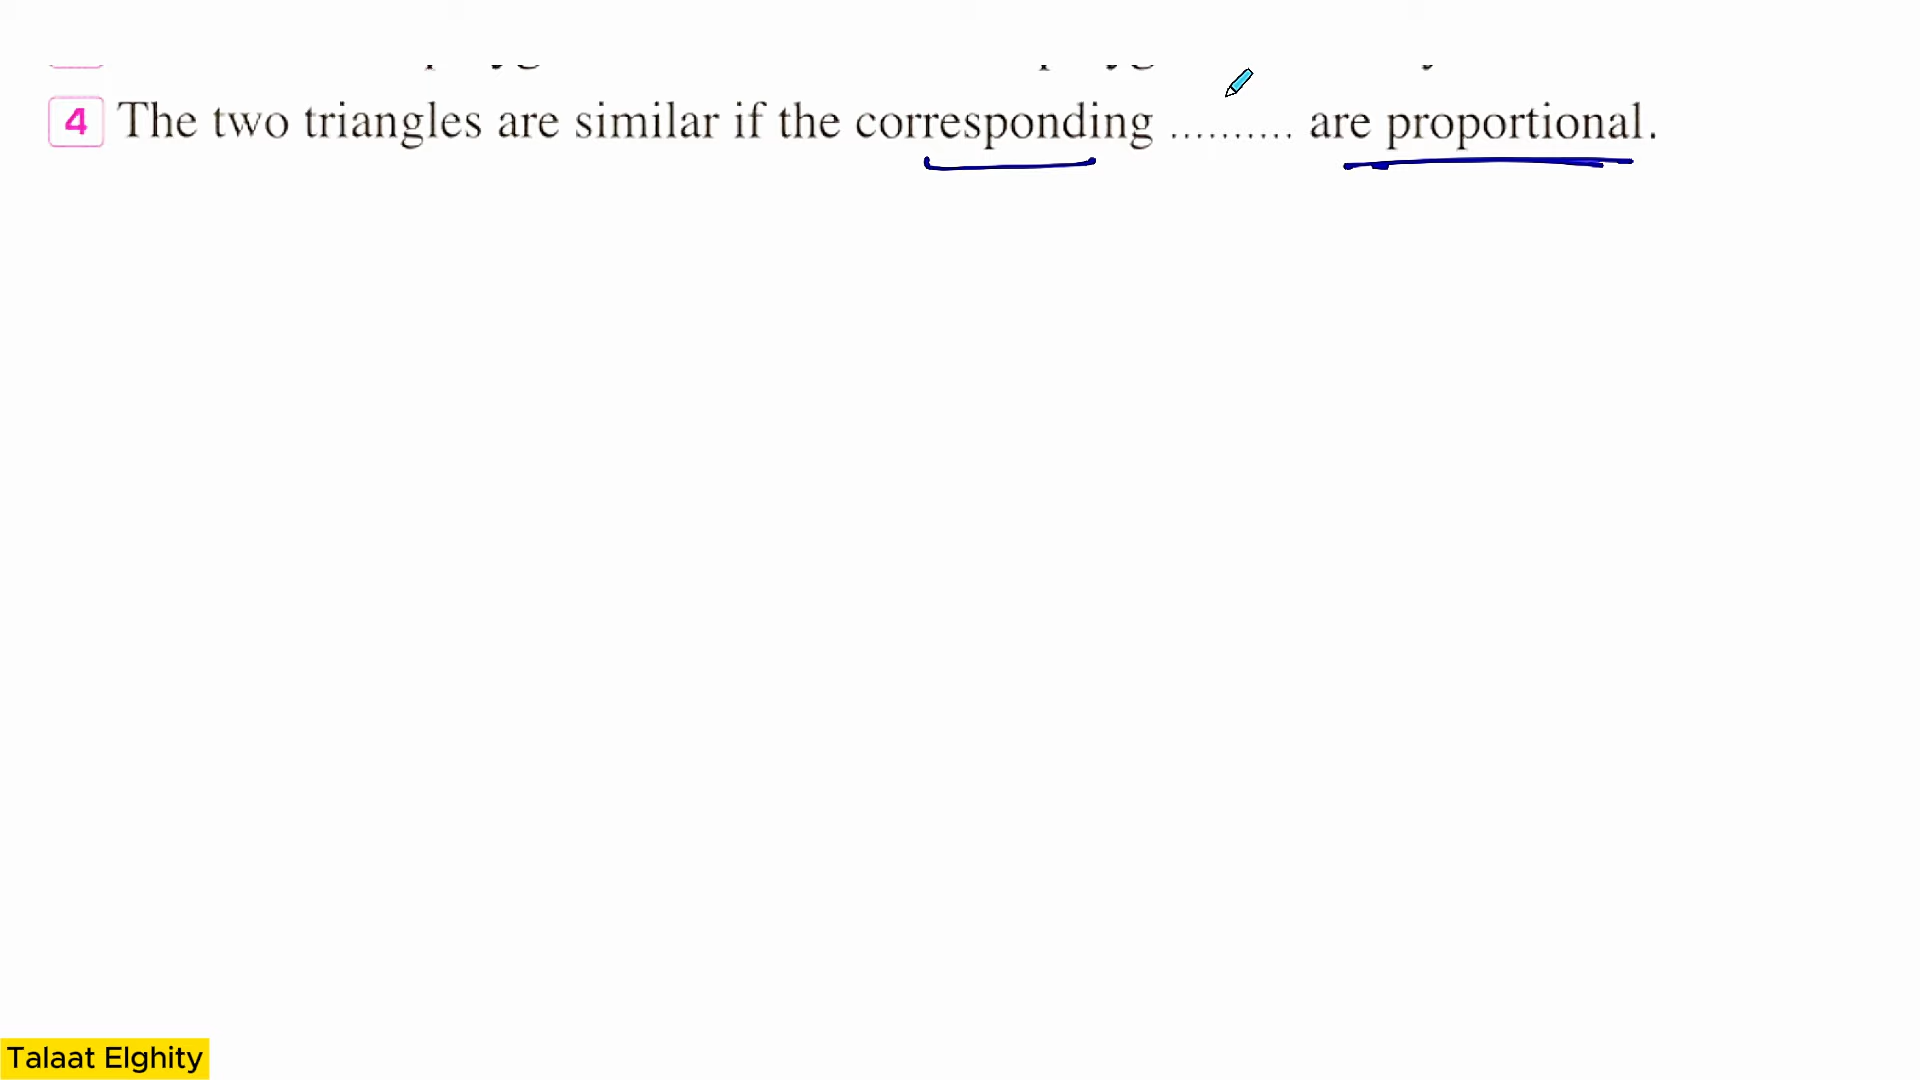 4 The two triangles are similar if the corresponding .......... are proportional.
Talaat Elghity